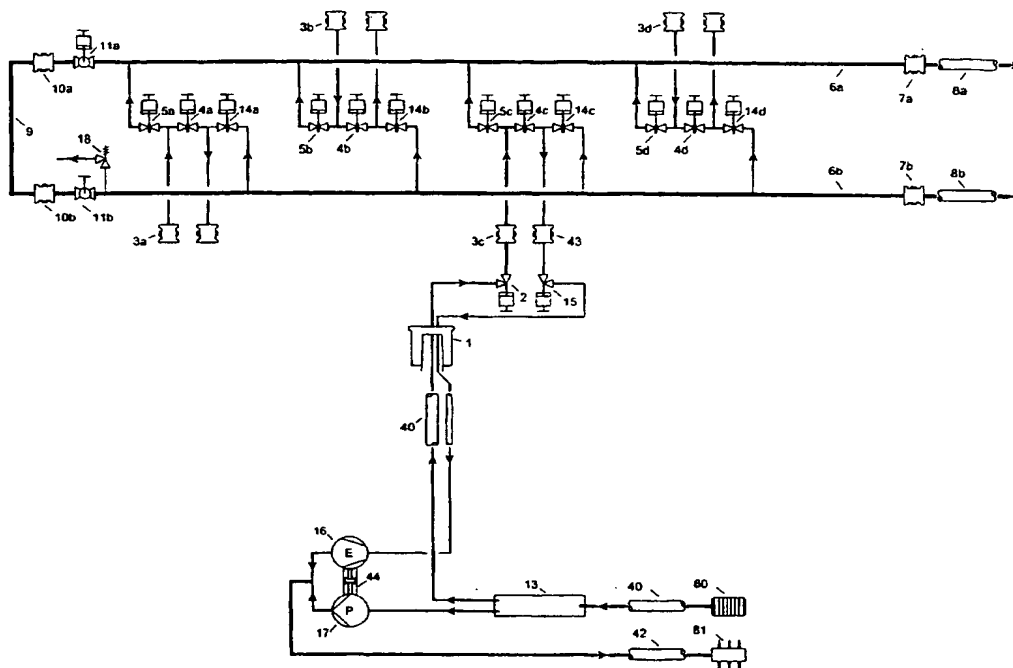 3b 3d
11a
10a 6a 7a 8a
5a 4a 14a 14b 5c 4c 14c 14d
9 18
5b 4b 5d 4d
6b 7b 8b
10b 11b
3a 3c 43
2 15
1
40
16
E 44
13 40 80
P
17 42 81